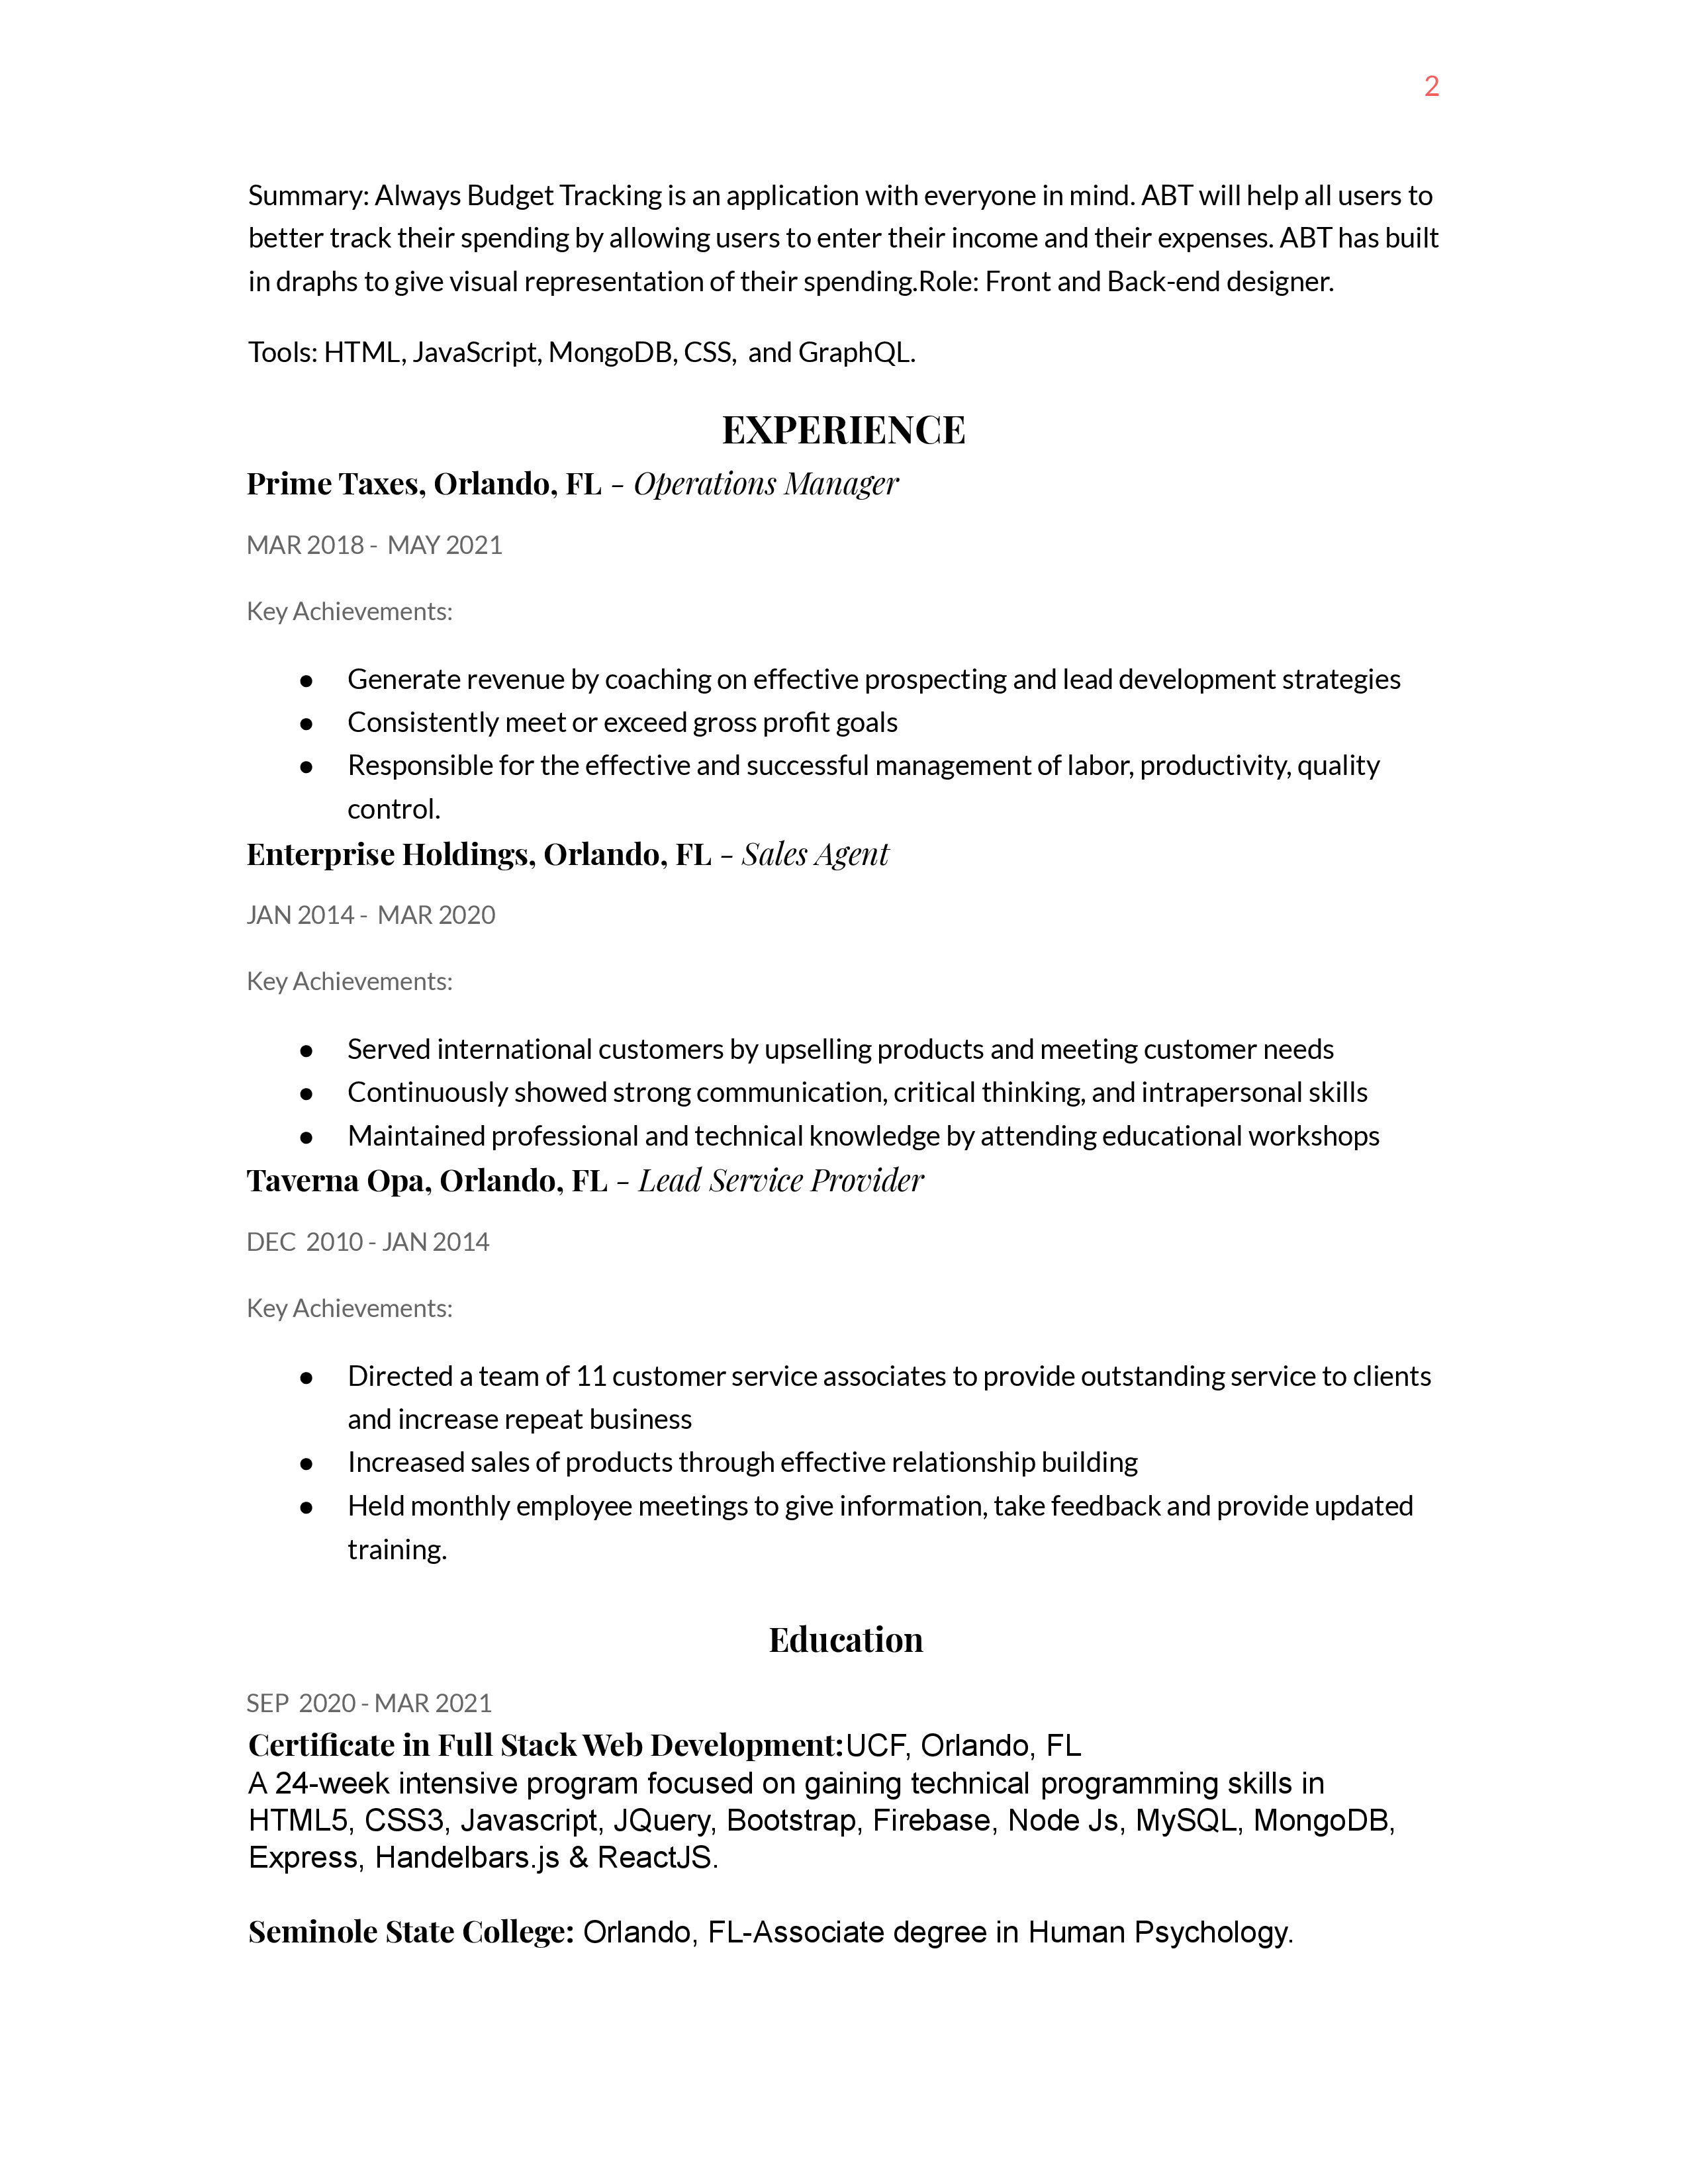 2
Summary: Always Budget Tracking is an application with everyone in mind. ABT will help all users to
better track their spending by allowing users to enter their income and their expenses. ABT has built
in draphs to give visual representation of their spending.Role: Front and Back-end designer.
Tools: HTML, JavaScript, MongoDB, CSS,  and GraphQL.
EXPERIENCE
Prime Taxes, Orlando, FL – Operations Manager
MAR 2018 -  MAY 2021
Key Achievements:
● Generate revenue by coaching on effective prospecting and lead development strategies
● Consistently meet or exceed gross profit goals
● Responsible for the effective and successful management of labor, productivity, quality
control.
Enterprise Holdings, Orlando, FL – Sales Agent
JAN 2014 -  MAR 2020
Key Achievements:
● Served international customers by upselling products and meeting customer needs
● Continuously showed strong communication, critical thinking, and intrapersonal skills
● Maintained professional and technical knowledge by attending educational workshops
Taverna Opa, Orlando, FL – Lead Service Provider
DEC  2010 - JAN 2014
Key Achievements:
● Directed a team of 11 customer service associates to provide outstanding service to clients
and increase repeat business
● Increased sales of products through effective relationship building
● Held monthly employee meetings to give information, take feedback and provide updated
training.
Education
SEP  2020 - MAR 2021
Certificate in Full Stack Web Development:UCF, Orlando, FL
A 24-week intensive program focused on gaining technical programming skills in
HTML5, CSS3, Javascript, JQuery, Bootstrap, Firebase, Node Js, MySQL, MongoDB,
Express, Handelbars.js & ReactJS.
Seminole State College: Orlando, FL-Associate degree in Human Psychology.